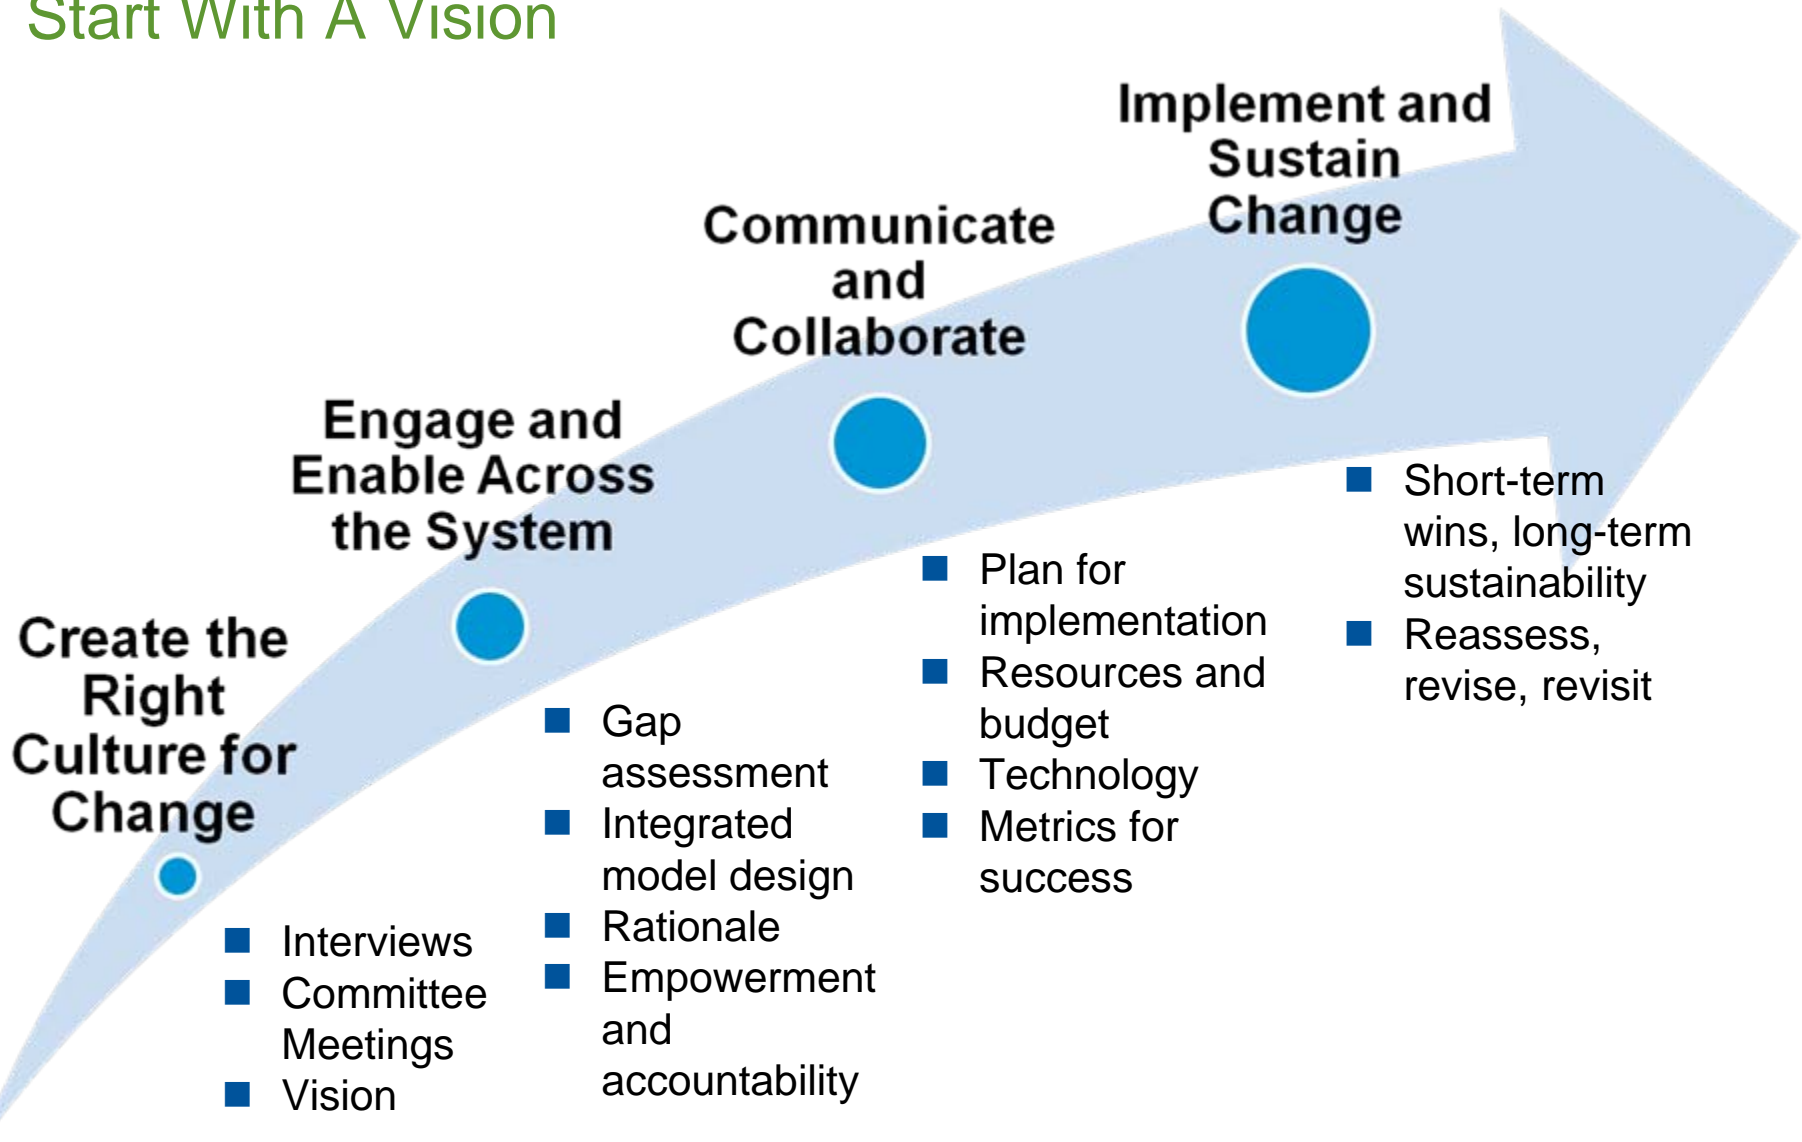 Start With A Vision
Create the
Right
Culture for
Change
■ Interviews
■ Committee
Meetings
■ Vision
Engage and
Enable Across
the System
■ Gap
assessment
■ Integrated
model design
■ Rationale
■ Empowerment
and
accountability
Communicate
and
Collaborate
■ Plan for
implementation
■ Resources and
budget
■ Technology
■ Metrics for
success
Implement and
Sustain
Change
■ Short-term
wins, long-term
sustainability
■ Reassess,
revise, revisit